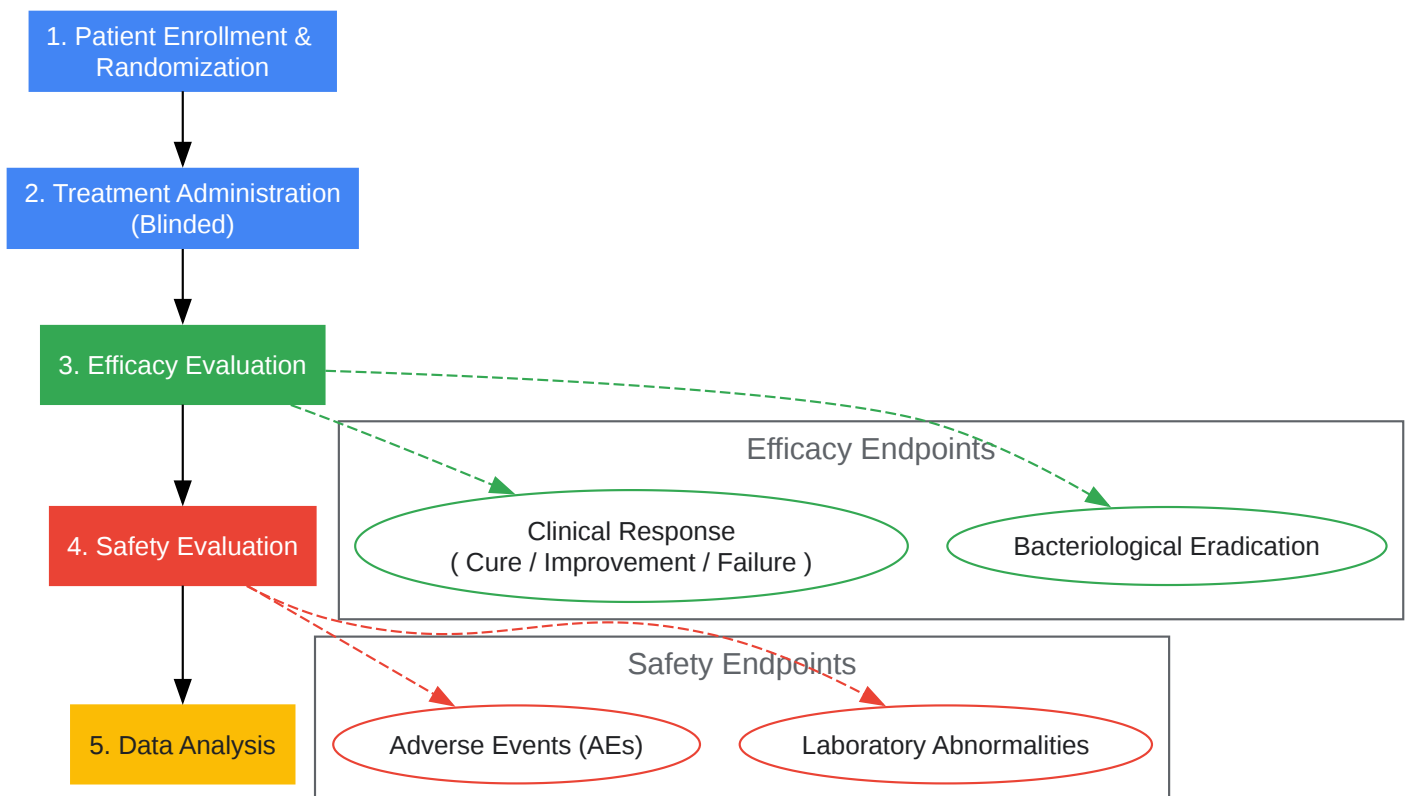 1. Patient Enrollment &
Randomization
2. Treatment Administration
(Blinded)
3. Efficacy Evaluation
Efficacy Endpoints
Clinical Response
( Cure / Improvement / Failure )
Bacteriological Eradication
4. Safety Evaluation
Safety Endpoints
5. Data Analysis
Adverse Events (AEs)
Laboratory Abnormalities